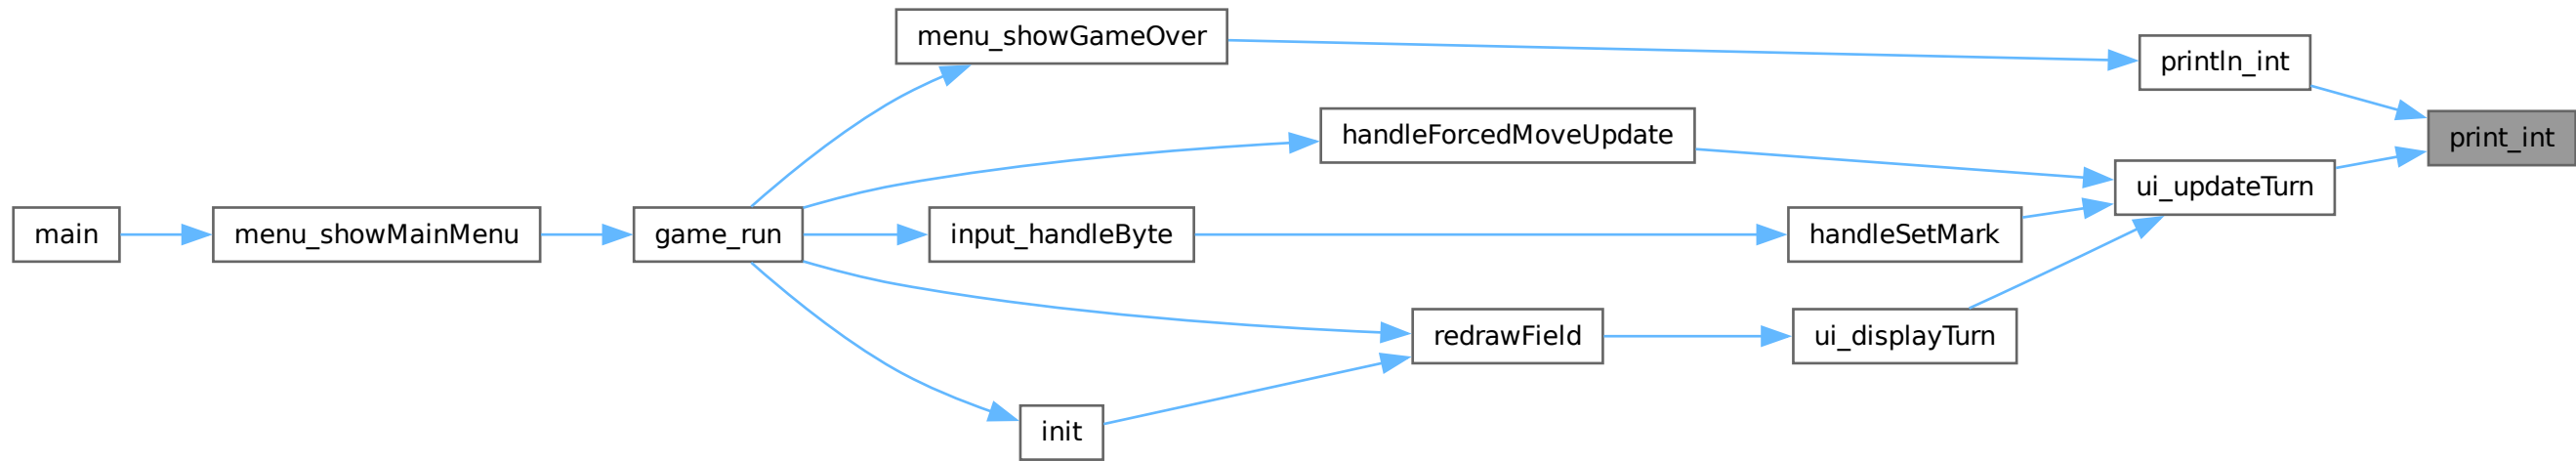 menu_showGameOver
println_int
handleForcedMoveUpdate
print_int
ui_updateTurn
main
menu_showMainMenu
game_run
input_handleByte
handleSetMark
redrawField
ui_displayTurn
init